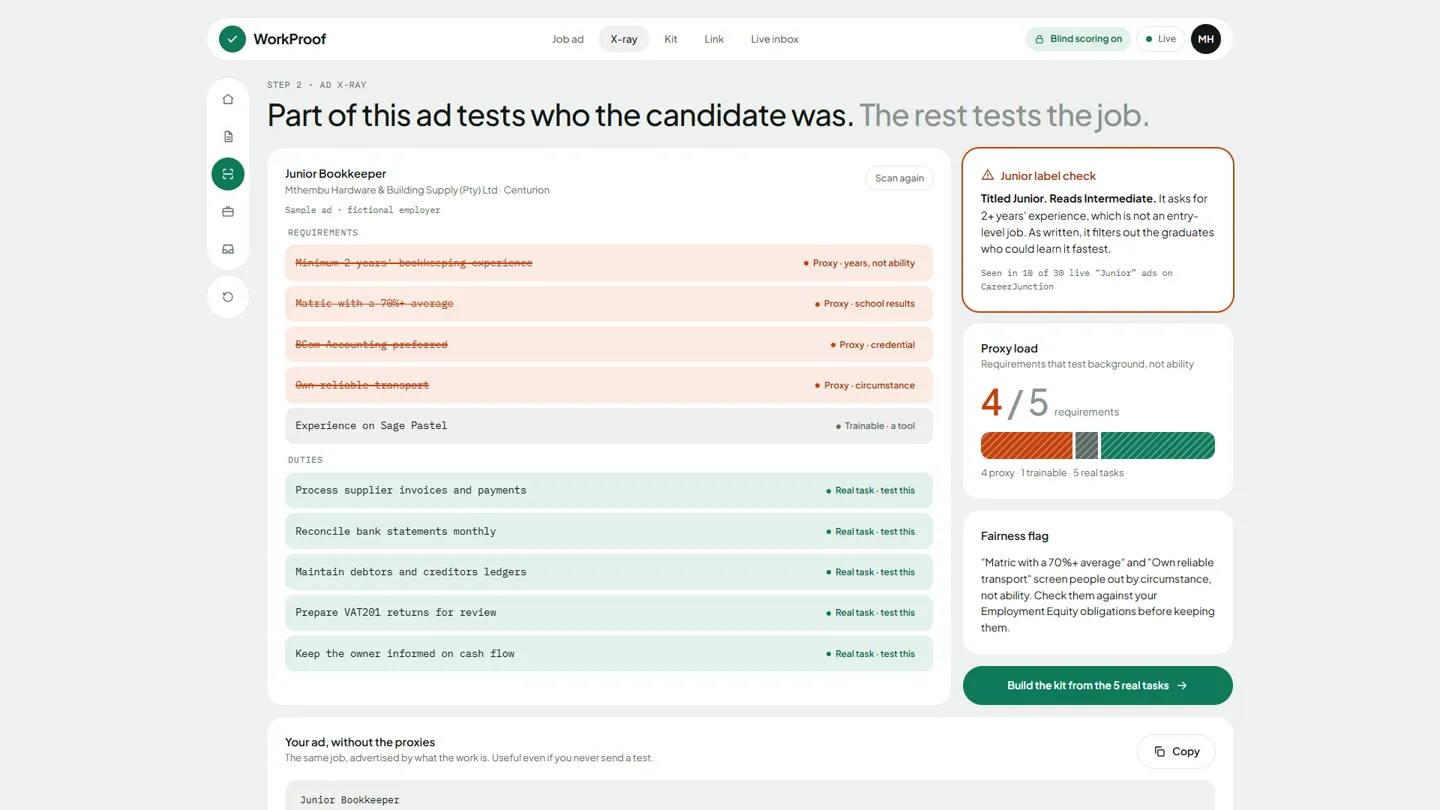 WorkProof
Job ad
X-ray
Kit
Link
Live inbox
Blind scoring on
Live
MH
STEP 2 · AD X-RAY
Part of this ad tests who the candidate was. The rest tests the job.
Junior Bookkeeper
Mthembu Hardware & Building Supply (Pty) Ltd · Centurion
Sample ad · fictional employer
Scan again
REQUIREMENTS
Minimum 2 years' bookkeeping experience
Proxy · years, not ability
Matric with a 70%+ average
Proxy · school results
BCom Accounting preferred
Proxy · credential
Own reliable transport
Proxy · circumstance
Experience on Sage Pastel
Trainable · a tool
DUTIES
Process supplier invoices and payments
Real task · test this
Reconcile bank statements monthly
Real task · test this
Maintain debtors and creditors ledgers
Real task · test this
Prepare VAT201 returns for review
Real task · test this
Keep the owner informed on cash flow
Real task · test this
Junior label check
Titled Junior. Reads Intermediate. It asks for
2+ years' experience, which is not an entry-
level job. As written, it filters out the graduates
who could learn it fastest.
Seen in 10 of 30 live “Junior” ads on
CareerJunction
Proxy load
Requirements that test background, not ability
4 / 5 requirements
4 proxy · 1 trainable · 5 real tasks
Fairness flag
"Matric with a 70%+ average" and "Own reliable
transport" screen people out by circumstance,
not ability. Check them against your
Employment Equity obligations before keeping
them.
Build the kit from the 5 real tasks →
Your ad, without the proxies
The same job, advertised by what the work is. Useful even if you never send a test.
Copy
Junior Bookkeeper